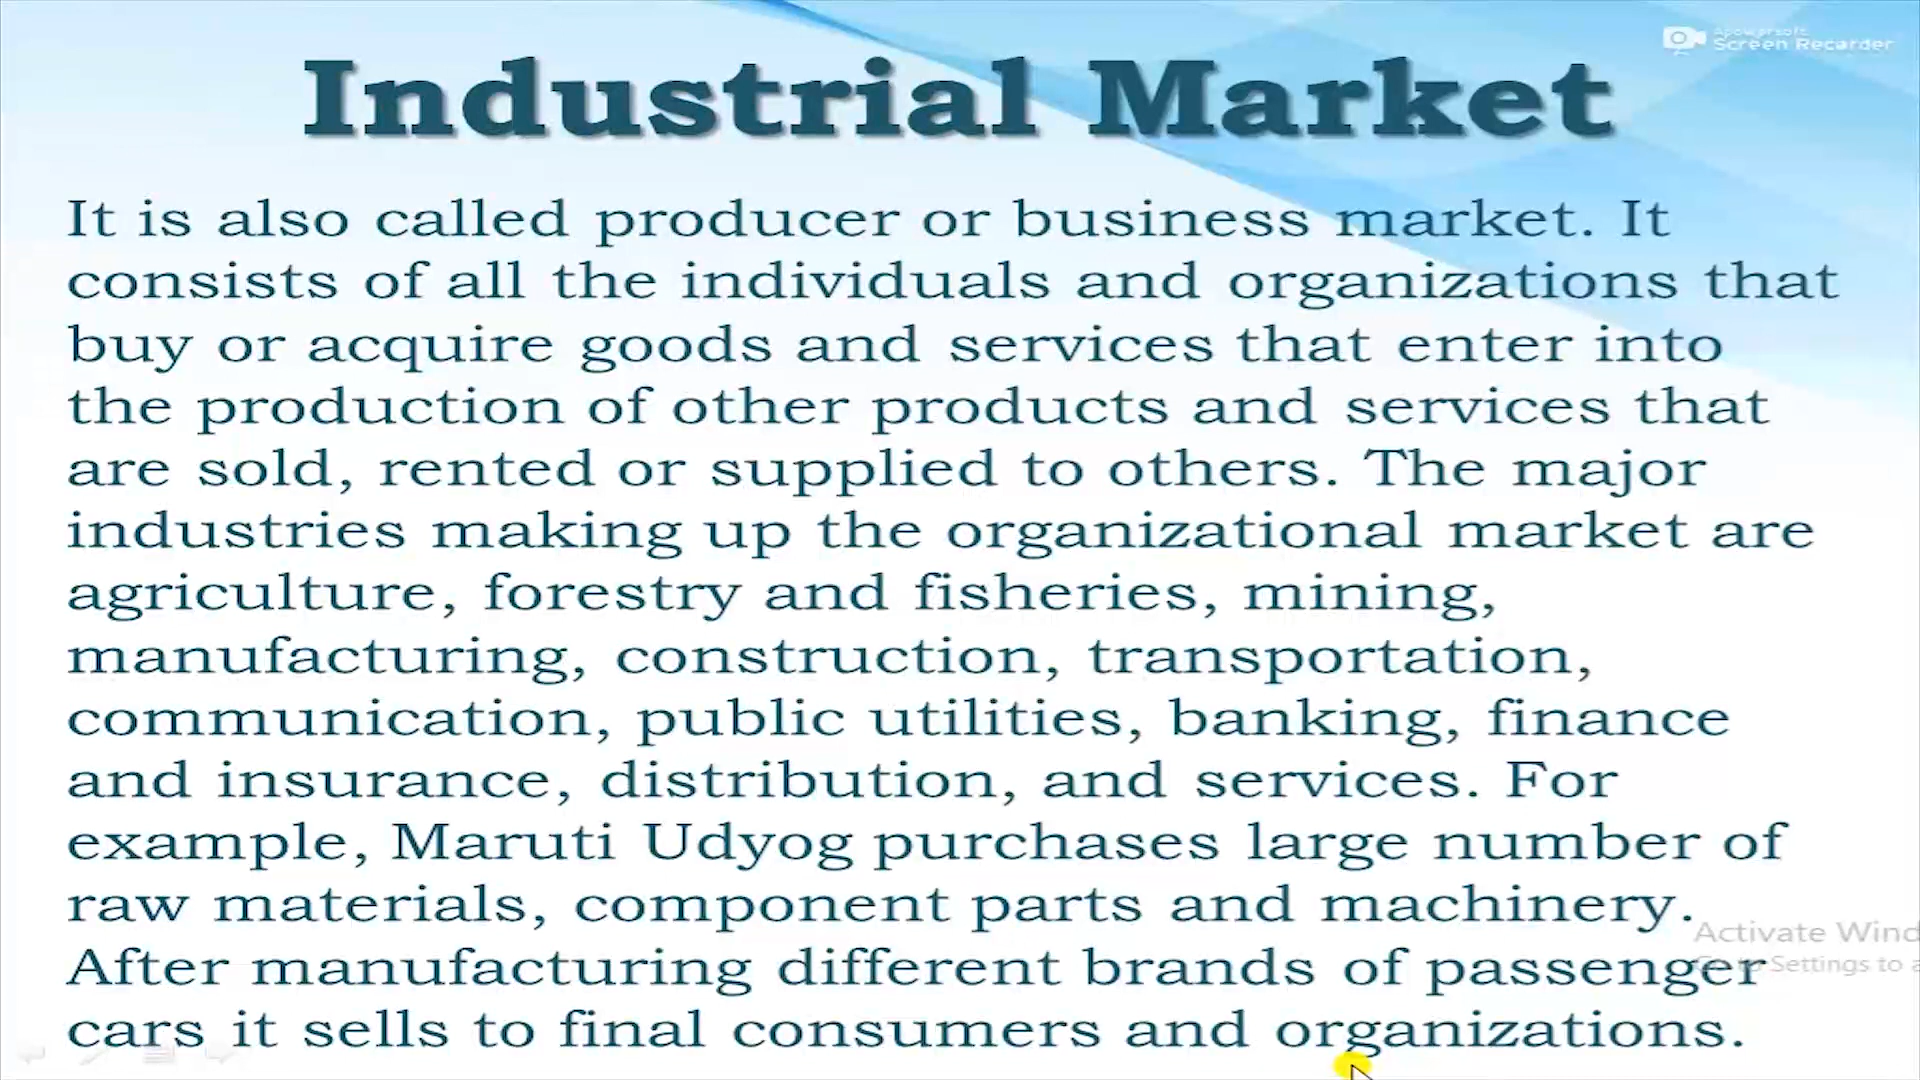 Apowersoft
Screen Recorder
Industrial Market
It is also called producer or business market. It
consists of all the individuals and organizations that
buy or acquire goods and services that enter into
the production of other products and services that
are sold, rented or supplied to others. The major
industries making up the organizational market are
agriculture, forestry and fisheries, mining,
manufacturing, construction, transportation,
communication, public utilities, banking, finance
and insurance, distribution, and services. For
example, Maruti Udyog purchases large number of
raw materials, component parts and machinery.
Activate Wind
After manufacturing different brands of passenger
Go to Settings to a
cars it sells to final consumers and organizations.